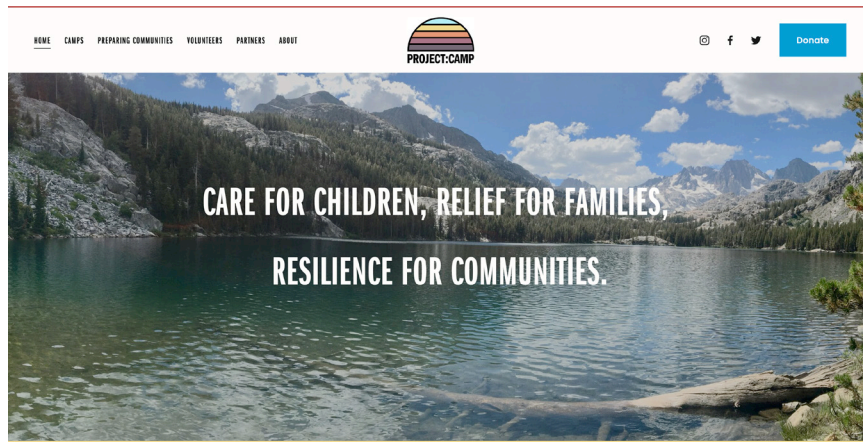 HOME CAMPS PREPARING COMMUNITIES VOLUNTEERS PARTNERS ABOUT
PROJECT:CAMP
Donate
CARE FOR CHILDREN, RELIEF FOR FAMILIES,
RESILIENCE FOR COMMUNITIES.